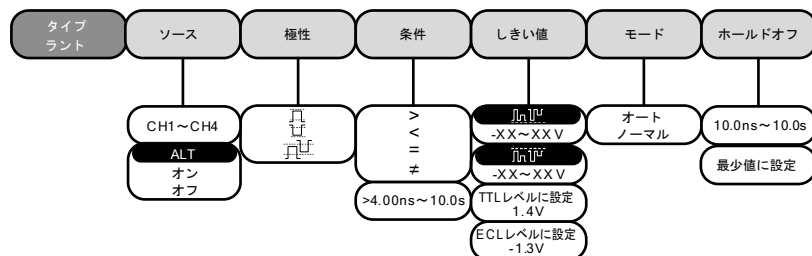 タイプ
ラント
ソース
極性
条件
しきい値
モード
ホールドオフ
CH1～CH4
ALT
オン
オフ
>
<
=
≠
>4.00ns～10.0s
-XX～XXV
-XX～XXV
TTLレベルに設定
1.4V
ECLレベルに設定
-1.3V
オート
ノーマル
10.0ns～10.0s
最少値に設定